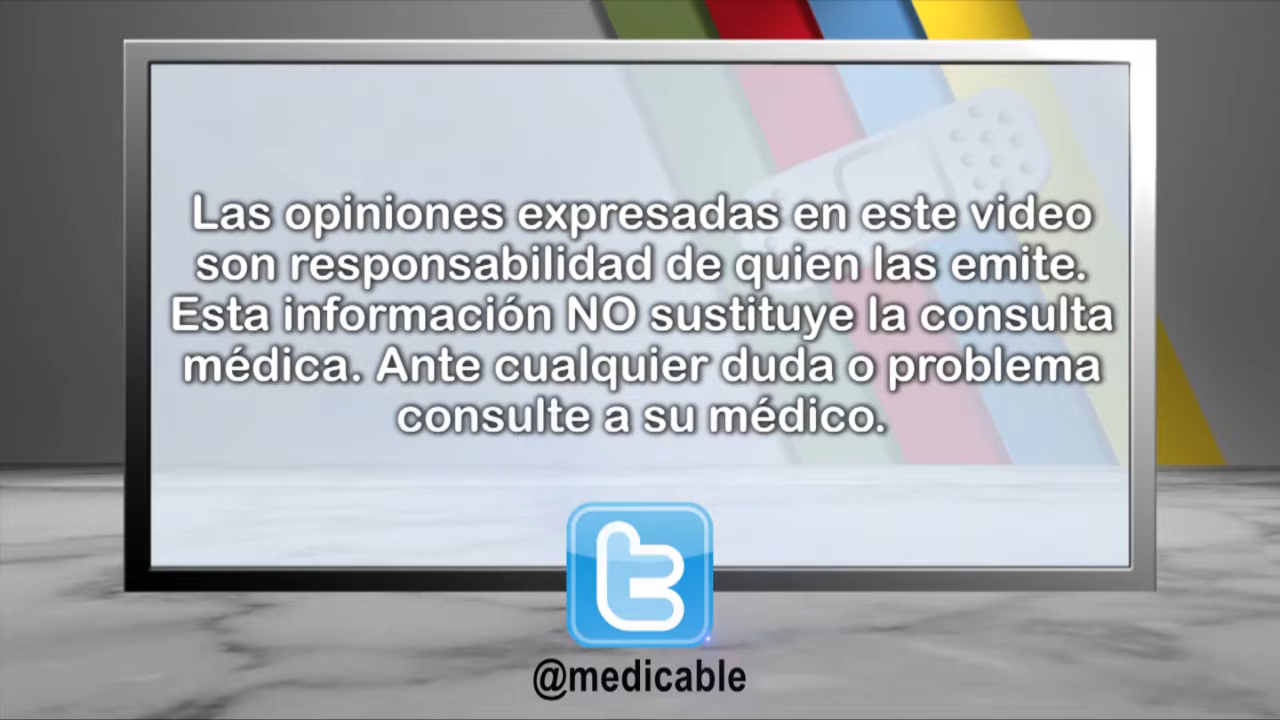 Las opiniones expresadas en este video
son responsabilidad de quien las emite.
Esta información NO sustituye la consulta
médica. Ante cualquier duda o problema
consulte a su médico.
@medicable